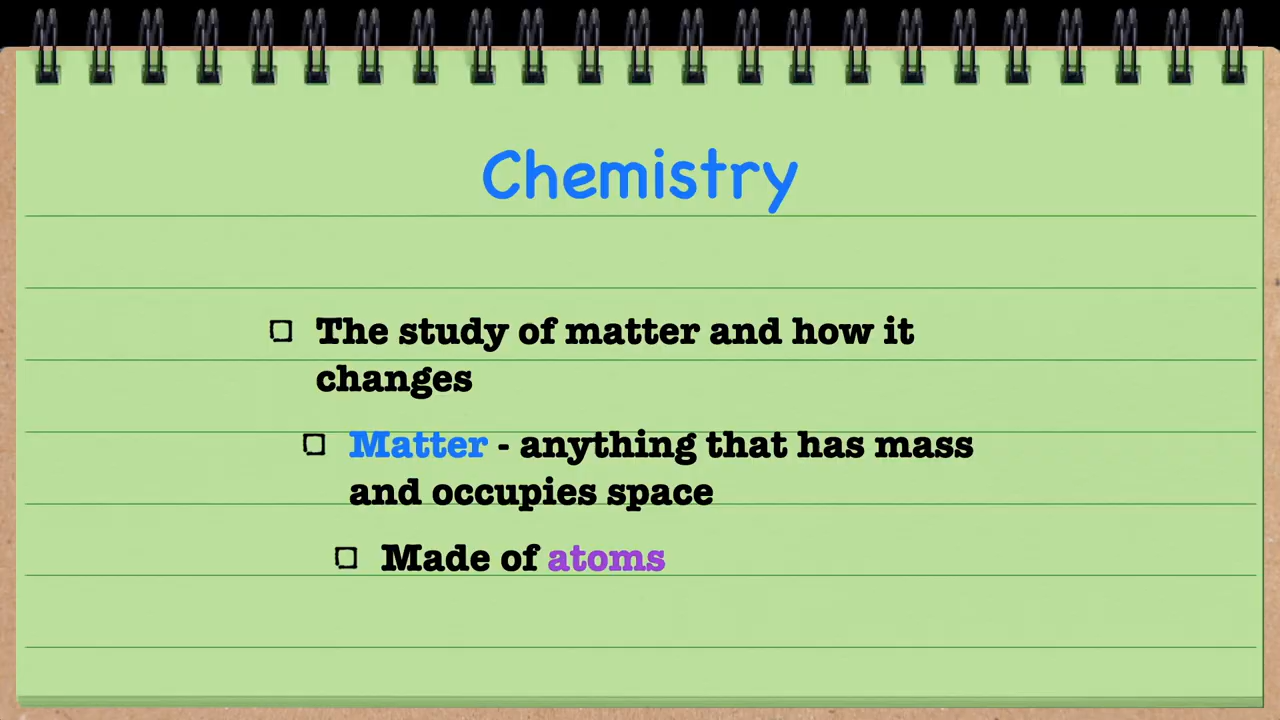 Chemistry
The study of matter and how it
changes
Matter - anything that has mass
and occupies space
Made of atoms